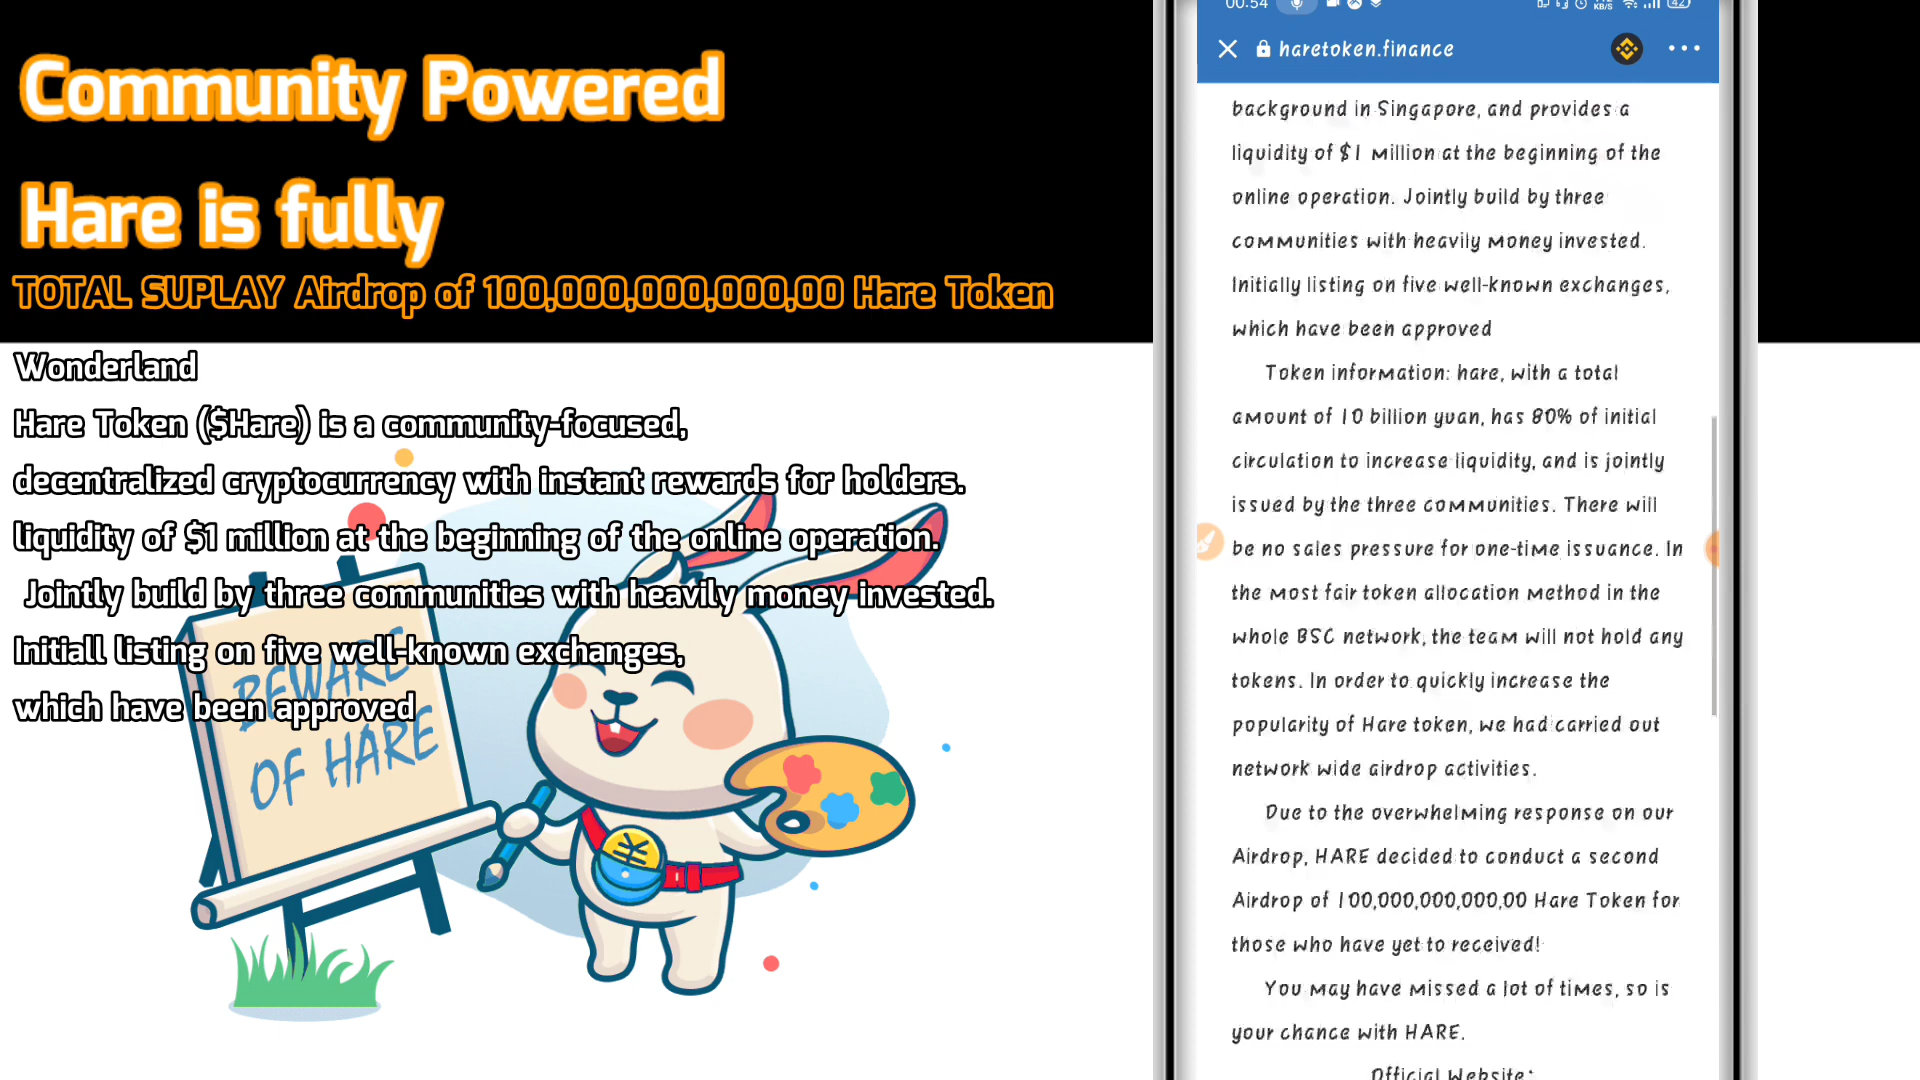 Community Powered
Hare is fully
TOTAL SUPLAY Airdrop of 100,000,000,000,00 Hare Token
Wonderland
Hare Token ($Hare) is a community-focused,
decentralized cryptocurrency with instant rewards for holders.
liquidity of $1 million at the beginning of the online operation.
Jointly build by three communities with heavily money invested.
Initiall listing on five well-known exchanges,
which have been approved
BEWARE
OF HARE
00:54
KB/S
42
haretoken.finance
background in Singapore, and provides a
liquidity of $1 million at the beginning of the
online operation. Jointly build by three
communities with heavily money invested.
Initially listing on five well-known exchanges,
which have been approved
Token information: hare, with a total
amount of 10 billion yuan, has 80% of initial
circulation to increase liquidity, and is jointly
issued by the three communities. There will
be no sales pressure for one-time issuance. In
the most fair token allocation method in the
whole BSC network, the team will not hold any
tokens. In order to quickly increase the
popularity of Hare token, we had carried out
network wide airdrop activities.
Due to the overwhelming response on our
Airdrop, HARE decided to conduct a second
Airdrop of 100,000,000,000,00 Hare Token for
those who have yet to received!
You may have missed a lot of times, so is
your chance with HARE.
Official Website: